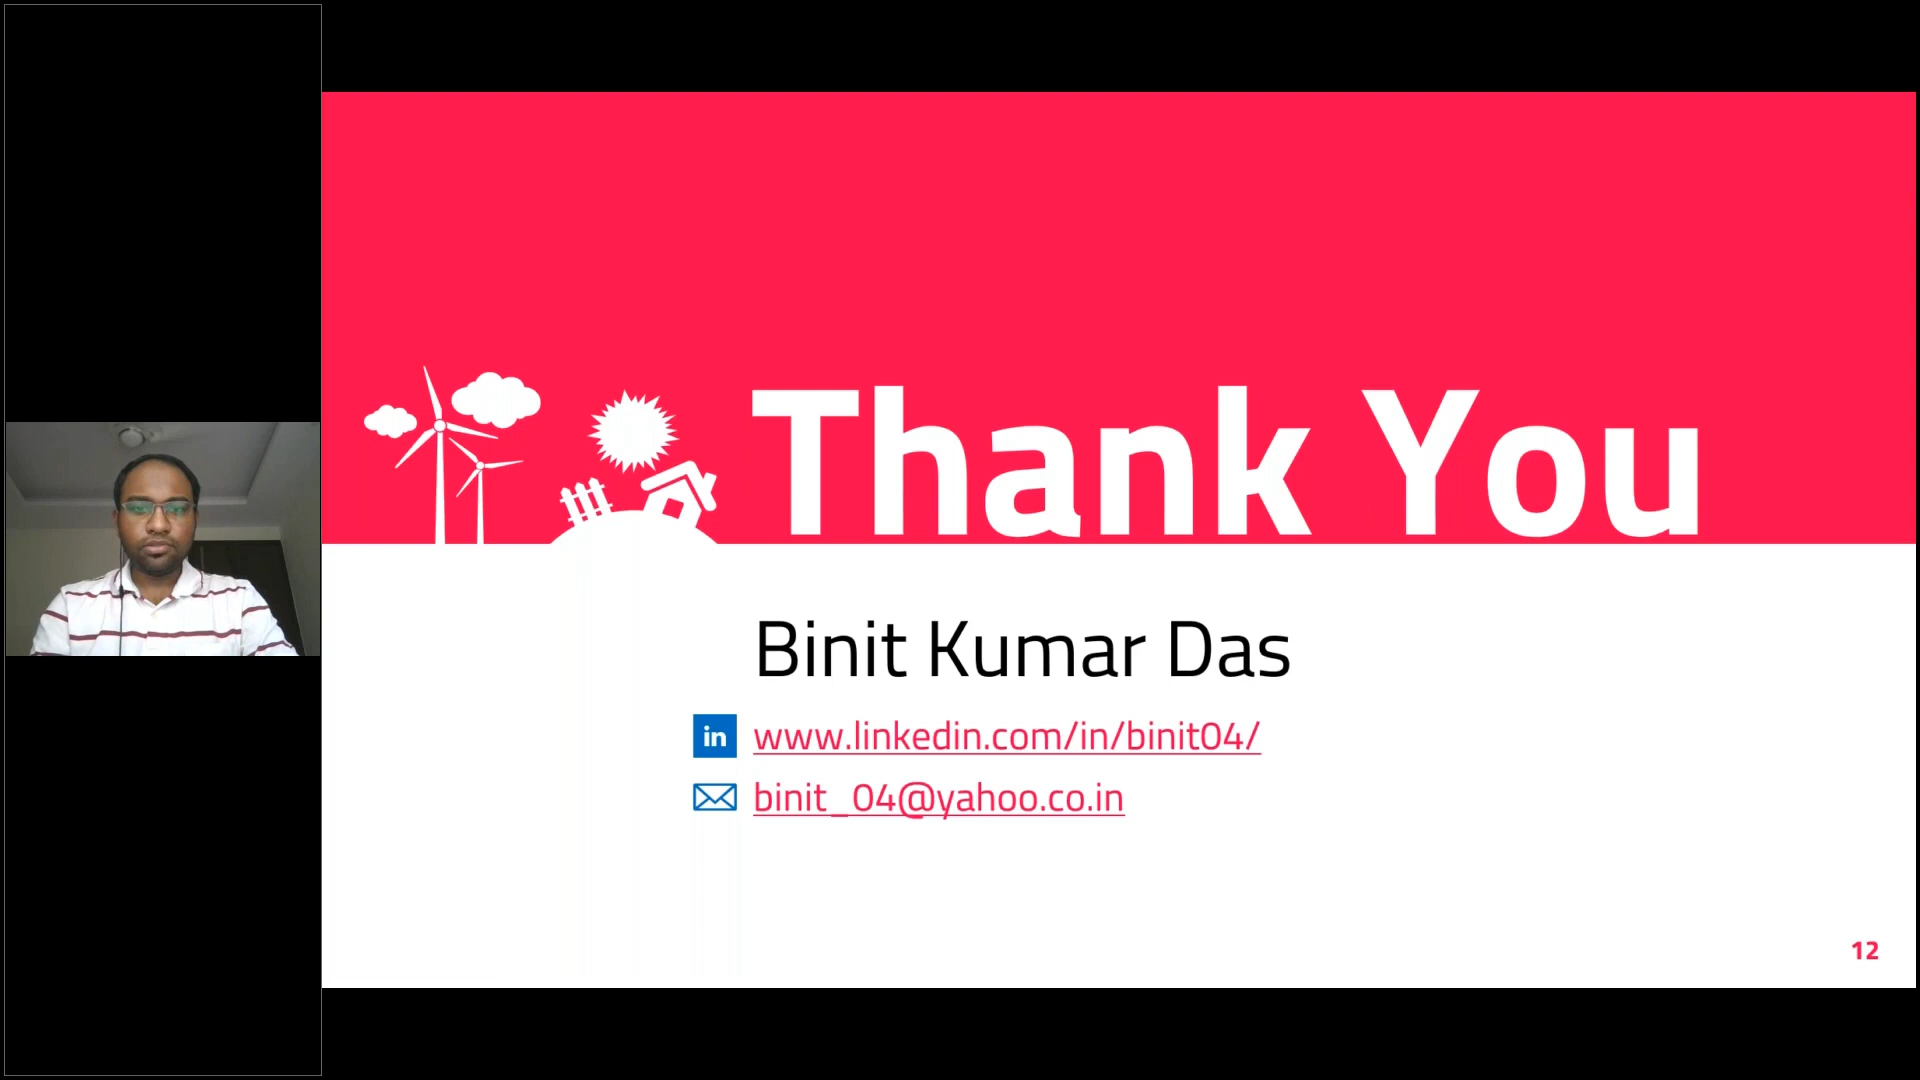 Thank You
Binit Kumar Das
in www.linkedin.com/in/binit04/
binit_04@yahoo.co.in
12